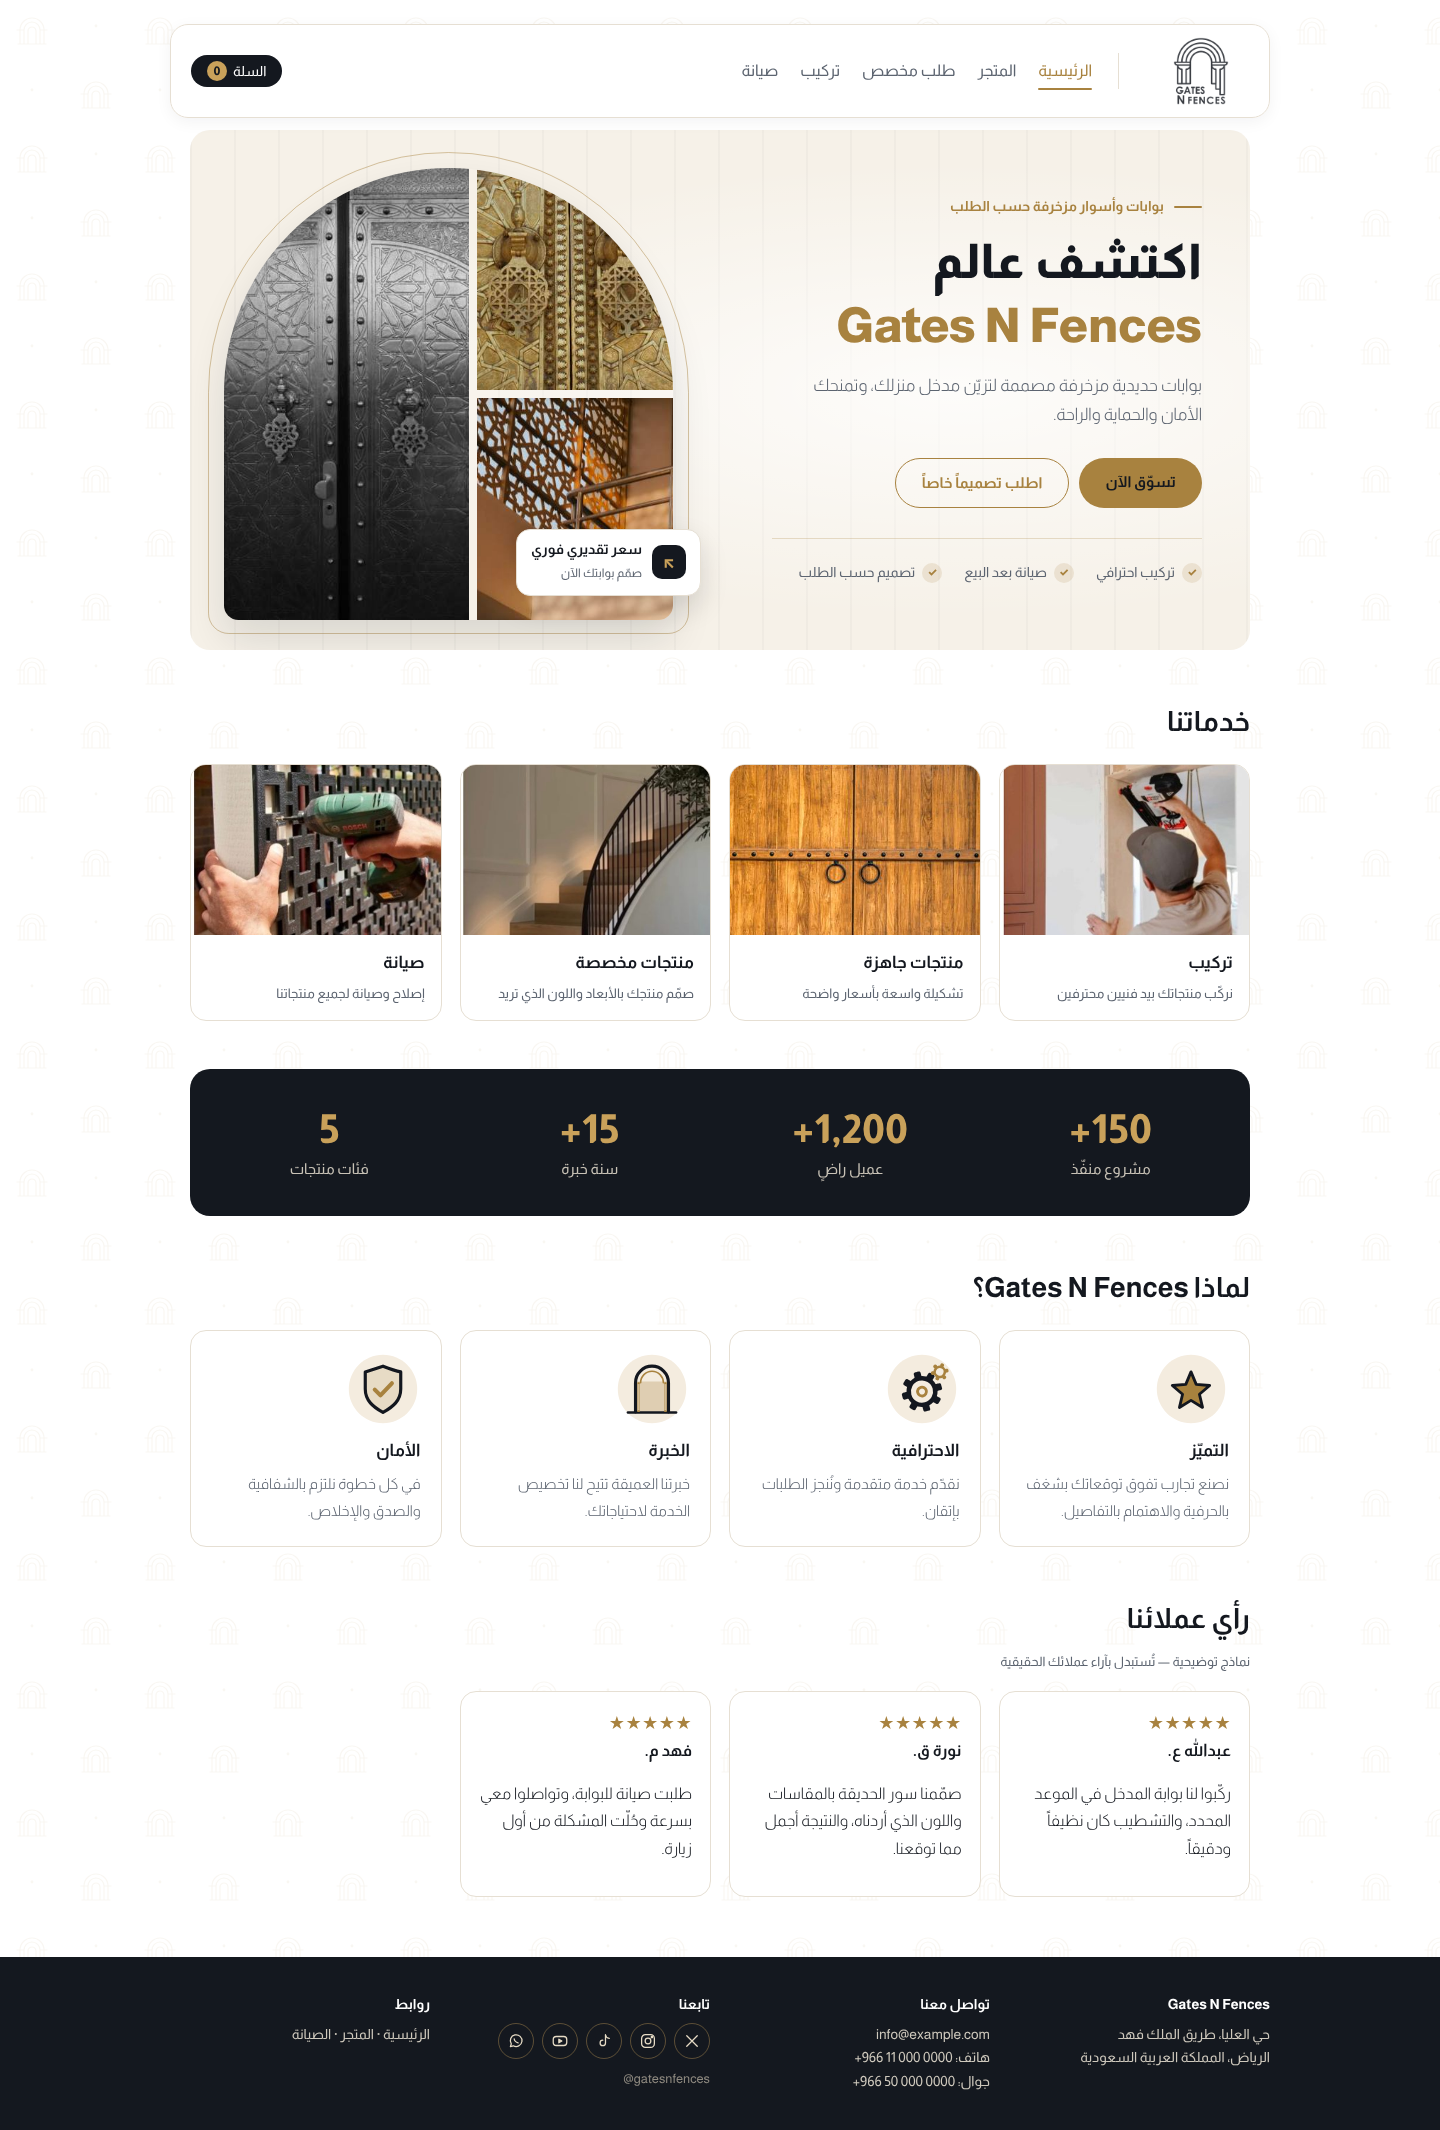 GATES
N FENCES
الرئيسية
المتجر
طلب مخصص
تركيب
صيانة
السلة 0
بوابات وأسوار مزخرفة حسب الطلب
اكتشف عالم
Gates N Fences
بوابات حديدية مزخرفة مصممة لتزيّن مدخل منزلك، وتمنحك
الأمان والحماية والراحة.
تسوّق الآن
اطلب تصميماً خاصاً
تركيب احترافي
صيانة بعد البيع
تصميم حسب الطلب
سعر تقديري فوري
صمّم بوابتك الآن
خدماتنا
BOSCH
تركيب
نركّب منتجاتك بيد فنيين محترفين
منتجات جاهزة
تشكيلة واسعة بأسعار واضحة
منتجات مخصصة
صمّم منتجك بالأبعاد واللون الذي تريد
صيانة
إصلاح وصيانة لجميع منتجاتنا
+150
مشروع منفّذ
+1,200
عميل راضٍ
+15
سنة خبرة
5
فئات منتجات
لماذا Gates N Fences؟
التميّز
نصنع تجارب تفوق توقعاتك بشغف
بالحرفية والاهتمام بالتفاصيل.
الاحترافية
نقدّم خدمة متقدمة ونُنجز الطلبات
بإتقان.
الخبرة
خبرتنا العميقة تتيح لنا تخصيص
الخدمة لاحتياجاتك.
الأمان
في كل خطوة نلتزم بالشفافية
والصدق والإخلاص.
رأي عملائنا
نماذج توضيحية — تُستبدل بآراء عملائك الحقيقية
★★★★★
عبدالله ع.
ركّبوا لنا بوابة المدخل في الموعد
المحدد، والتشطيب كان نظيفاً
ودقيقاً.
★★★★★
نورة ق.
صمّمنا سور الحديقة بالمقاسات
واللون الذي أردناه، والنتيجة أجمل
مما توقعنا.
★★★★★
فهد م.
طلبت صيانة للبوابة، وتواصلوا معي
بسرعة وحُلّت المشكلة من أول
زيارة.
Gates N Fences
حي العليا، طريق الملك فهد
الرياض، المملكة العربية السعودية
تواصل معنا
info@example.com
هاتف: 0000 000 11 966+
جوال: 0000 000 50 966+
تابعنا
@gatesnfences
روابط
الرئيسية · المتجر · الصيانة